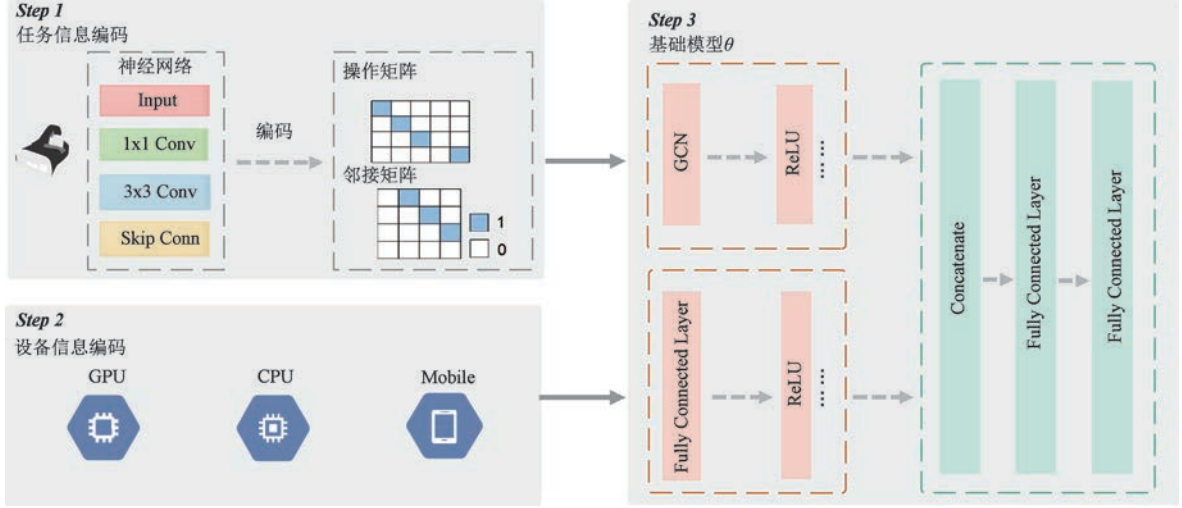 Step 1
任务信息编码
神经网络
Input
1x1 Conv
3x3 Conv
Skip Conn
编码
操作矩阵
邻接矩阵
1
0
Step 2
设备信息编码
GPU
CPU
Mobile
Step 3
基础模型θ
GCN
ReLU
... ...
Fully Connected Layer
ReLU
... ...
Concatenate
Fully Connected Layer
Fully Connected Layer